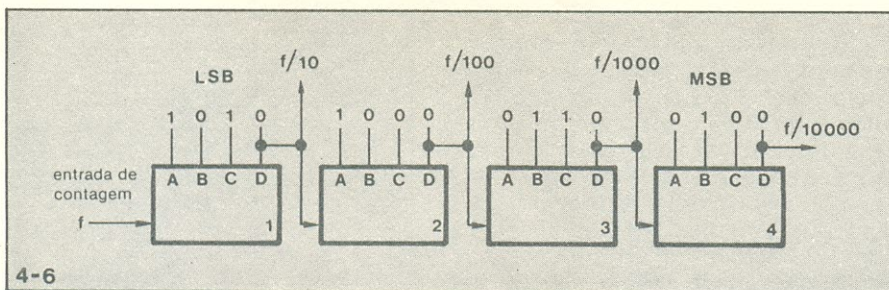 f/10 f/100 f/1000
LSB MSB
1 0 1 0 1 0 0 0 0 1 1 0 0 1 0 0
f/10000
A B C D A B C D A B C D A B C D
entrada de
contagem
f 1 2 3 4
4-6